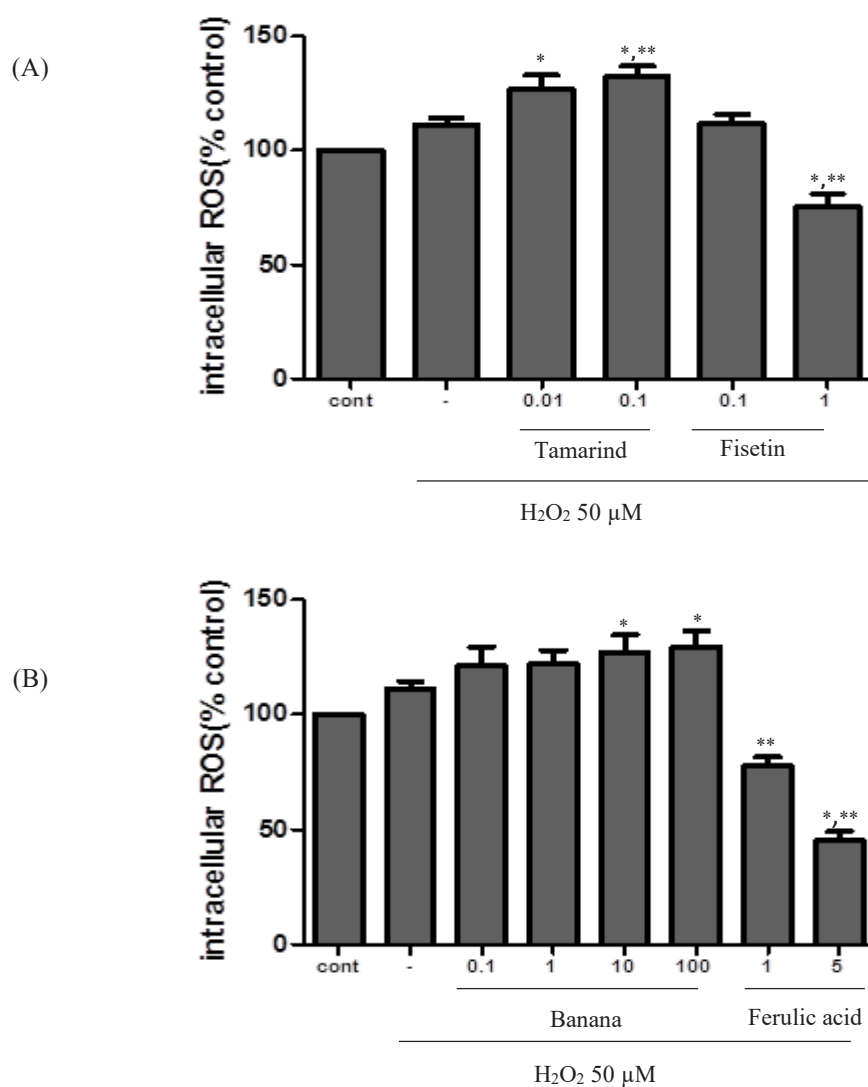 (A)
intracellular ROS(% control)
150
100
50
0
* *,** *,**
cont - 0.01 0.1 0.1 1
Tamarind Fisetin
H₂O₂ 50 µM
(B)
intracellular ROS(% control)
150
100
50
0
* * ** *,**
cont - 0.1 1 10 100 1 5
Banana Ferulic acid
H₂O₂ 50 µM